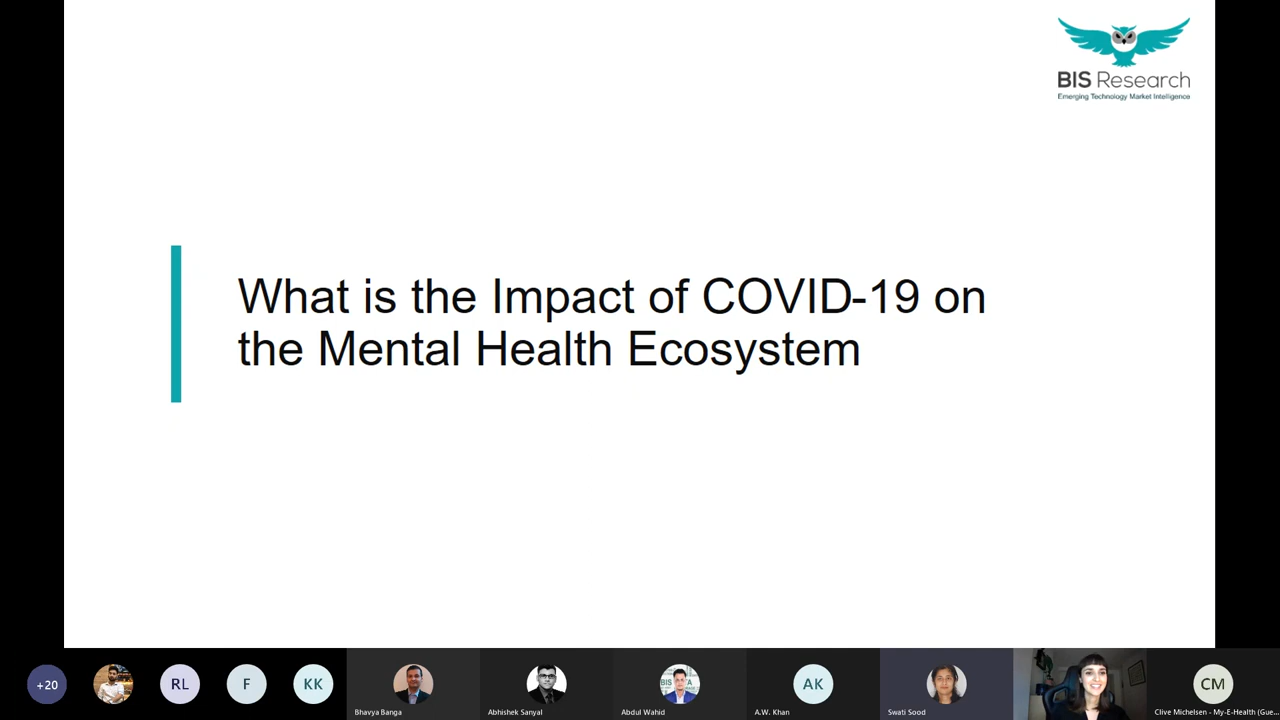 BIS Research
Emerging Technology Market Intelligence
What is the Impact of COVID-19 on
the Mental Health Ecosystem
+20
RL
F
KK
Bhavya Banga
Abhishek Sanyal
BIS
Abdul Wahid
AK
A.W. Khan
Swati Sood
CM
Clive Michelsen - My-E-Health (Gue...